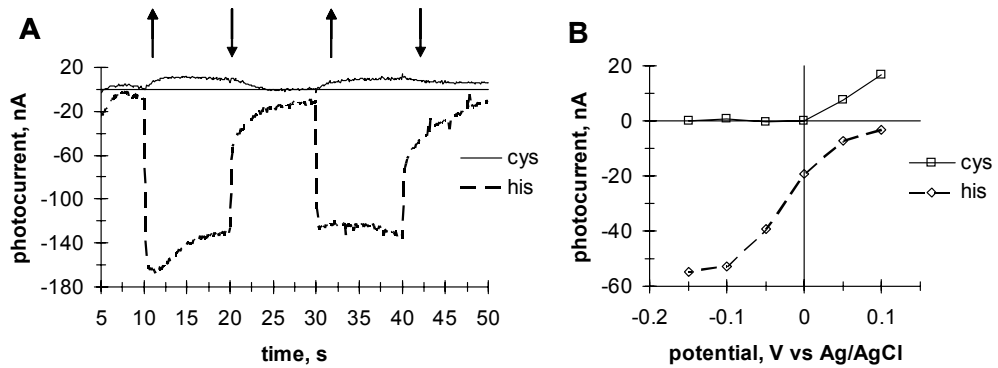 A
20
0
-20
-60
-100
-140
-180
photocurrent, nA
5 10 15 20 25 30 35 40 45 50
time, s
cys
his
B
20
0
-20
-40
-60
photocurrent, nA
-0.2 -0.1 0 0.1
potential, V vs Ag/AgCl
cys
his